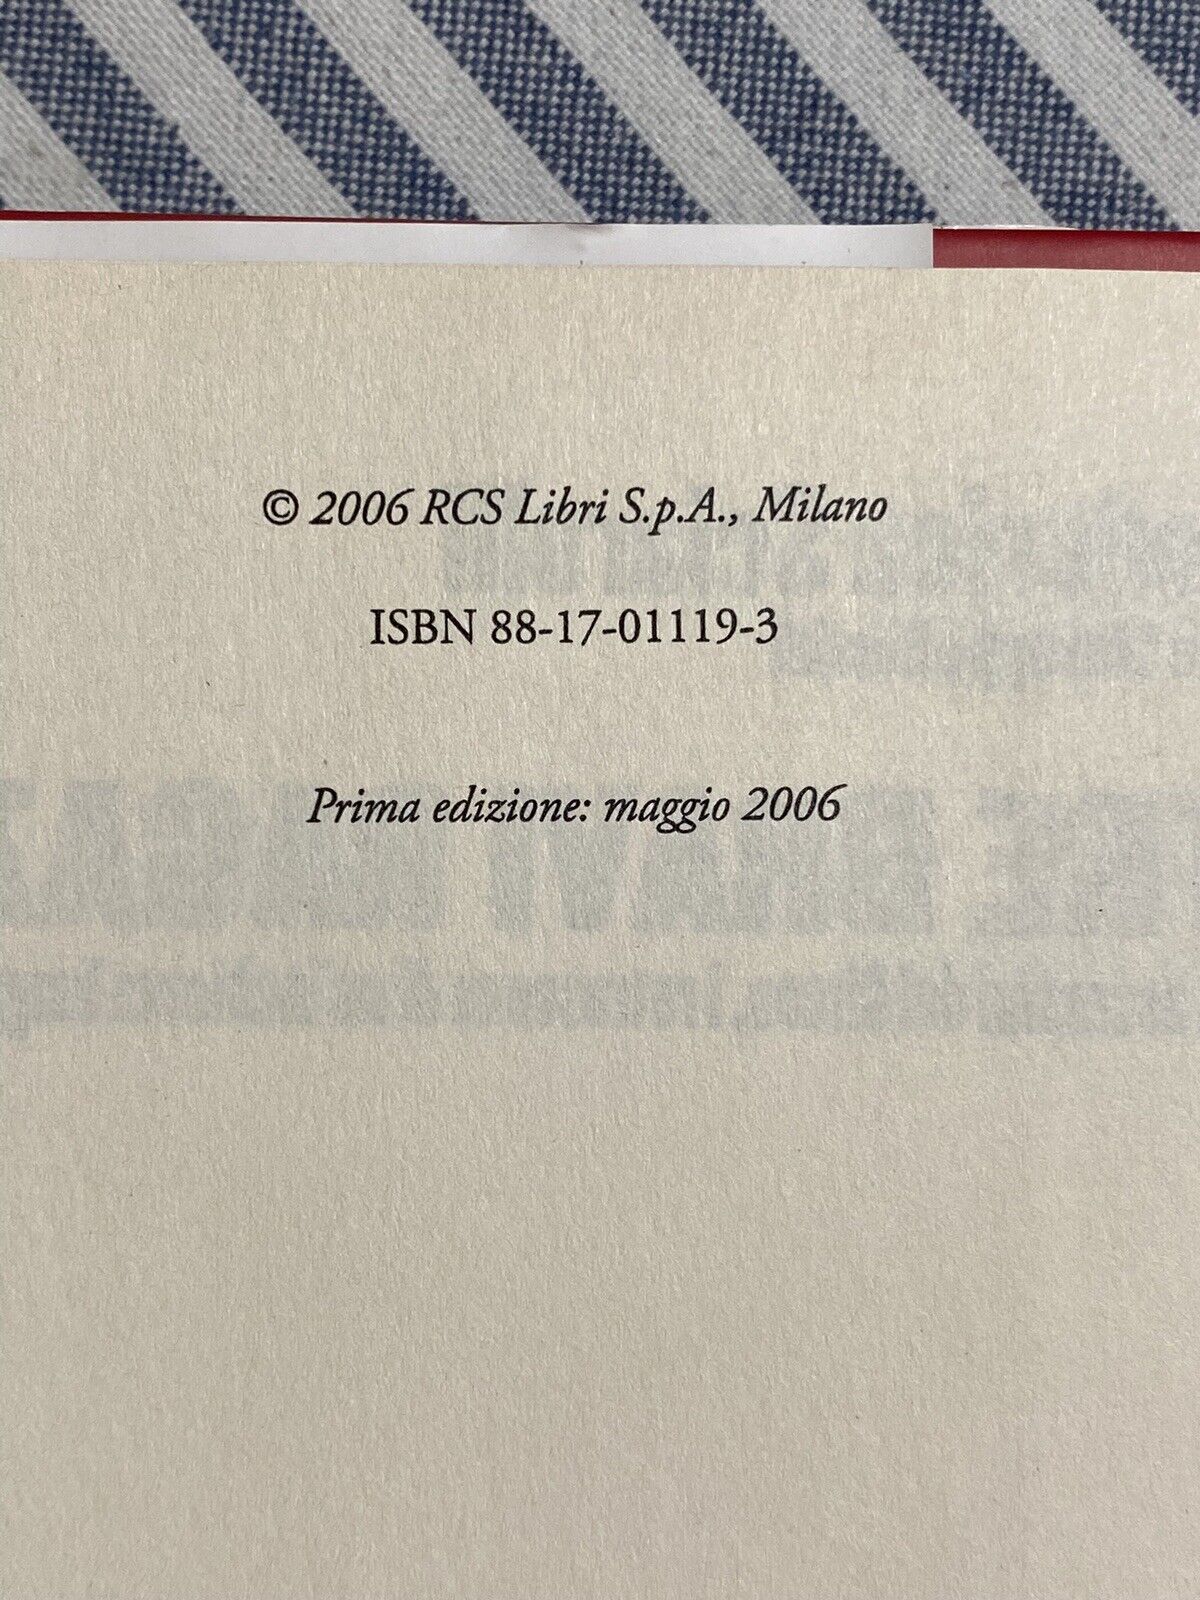 © 2006 RCS Libri S.p.A., Milano
ISBN 88-17-01119-3
Prima edizione: maggio 2006